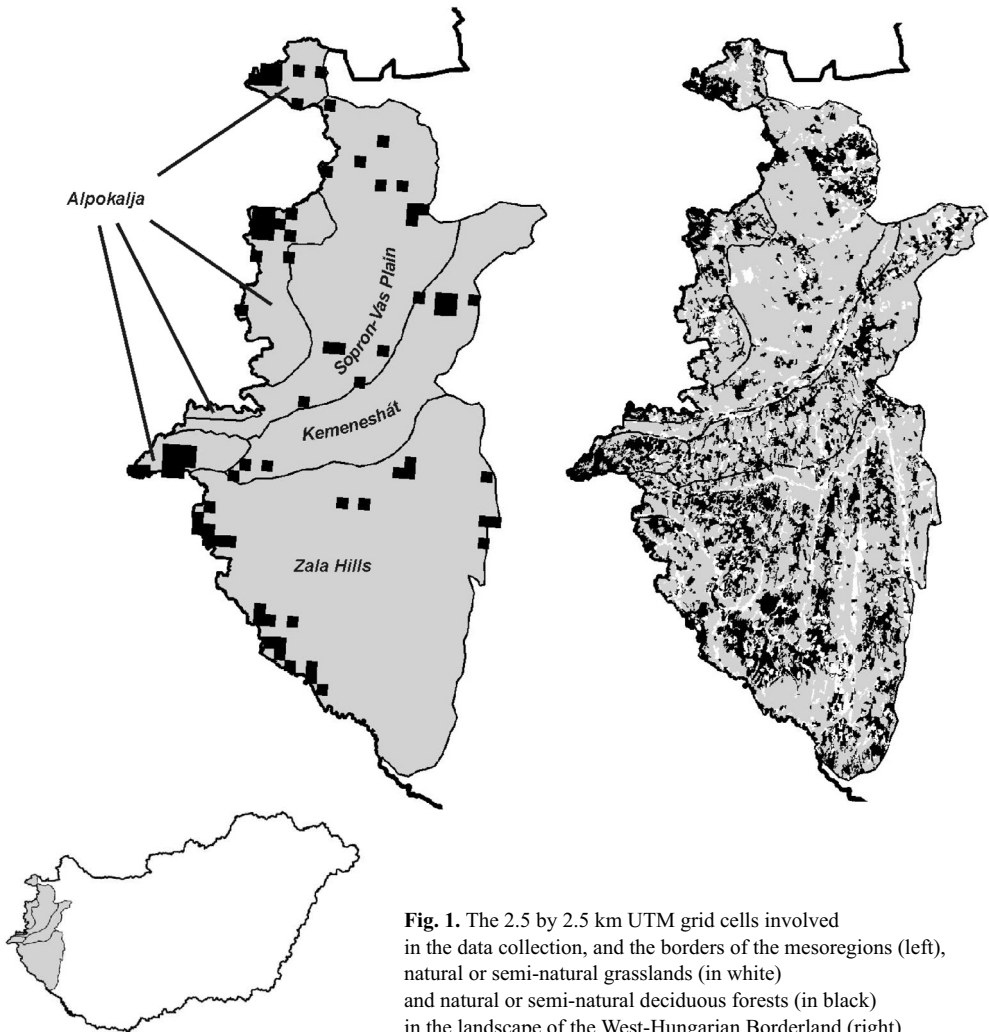 Alpokalja
Sopron-Vas Plain
Kemeneshát
Zala Hills
Fig. 1. The 2.5 by 2.5 km UTM grid cells involved
in the data collection, and the borders of the mesoregions (left),
natural or semi-natural grasslands (in white)
and natural or semi-natural deciduous forests (in black)
in the landscape of the West-Hungarian Borderland (right)